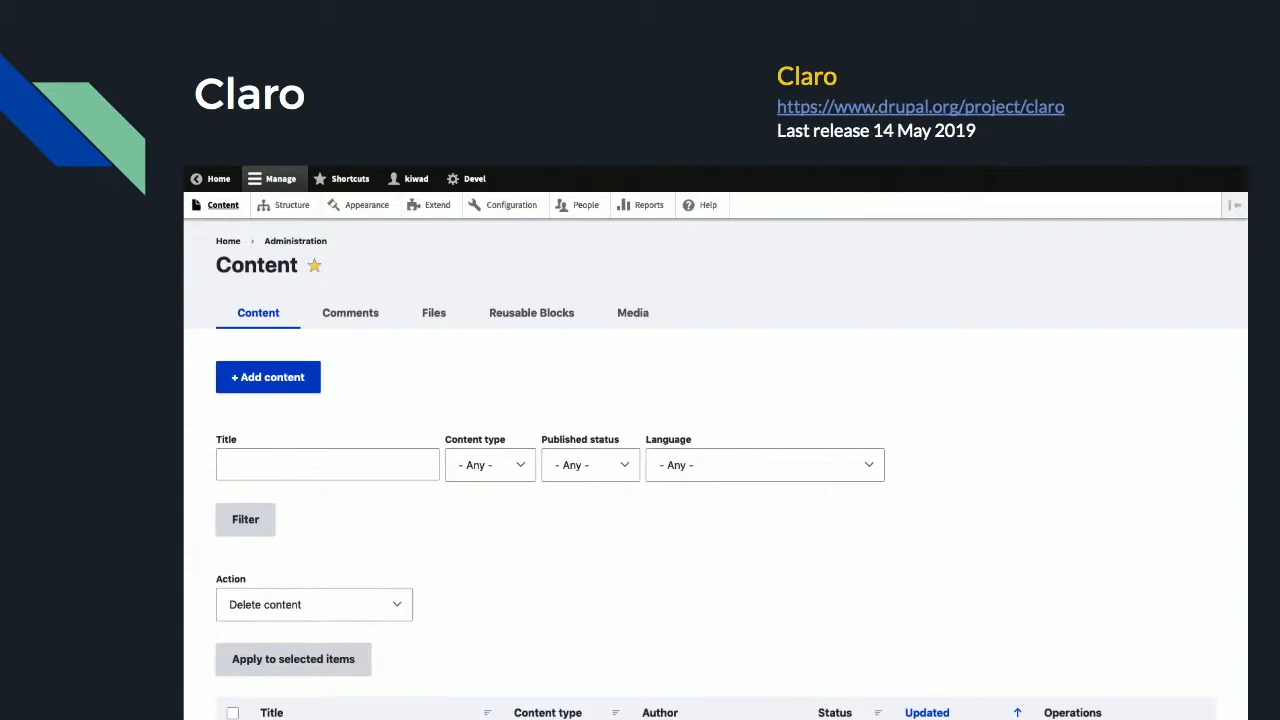 Claro
Claro
https://www.drupal.org/project/claro
Last release 14 May 2019
Home Manage Shortcuts kiwad Devel
Content Structure Appearance Extend Configuration People Reports Help
Home › Administration
Content
Content Comments Files Reusable Blocks Media
+ Add content
Title Content type Published status Language
- Any - - Any - - Any -
Filter
Action
Delete content
Apply to selected items
Title Content type Author Status Updated Operations